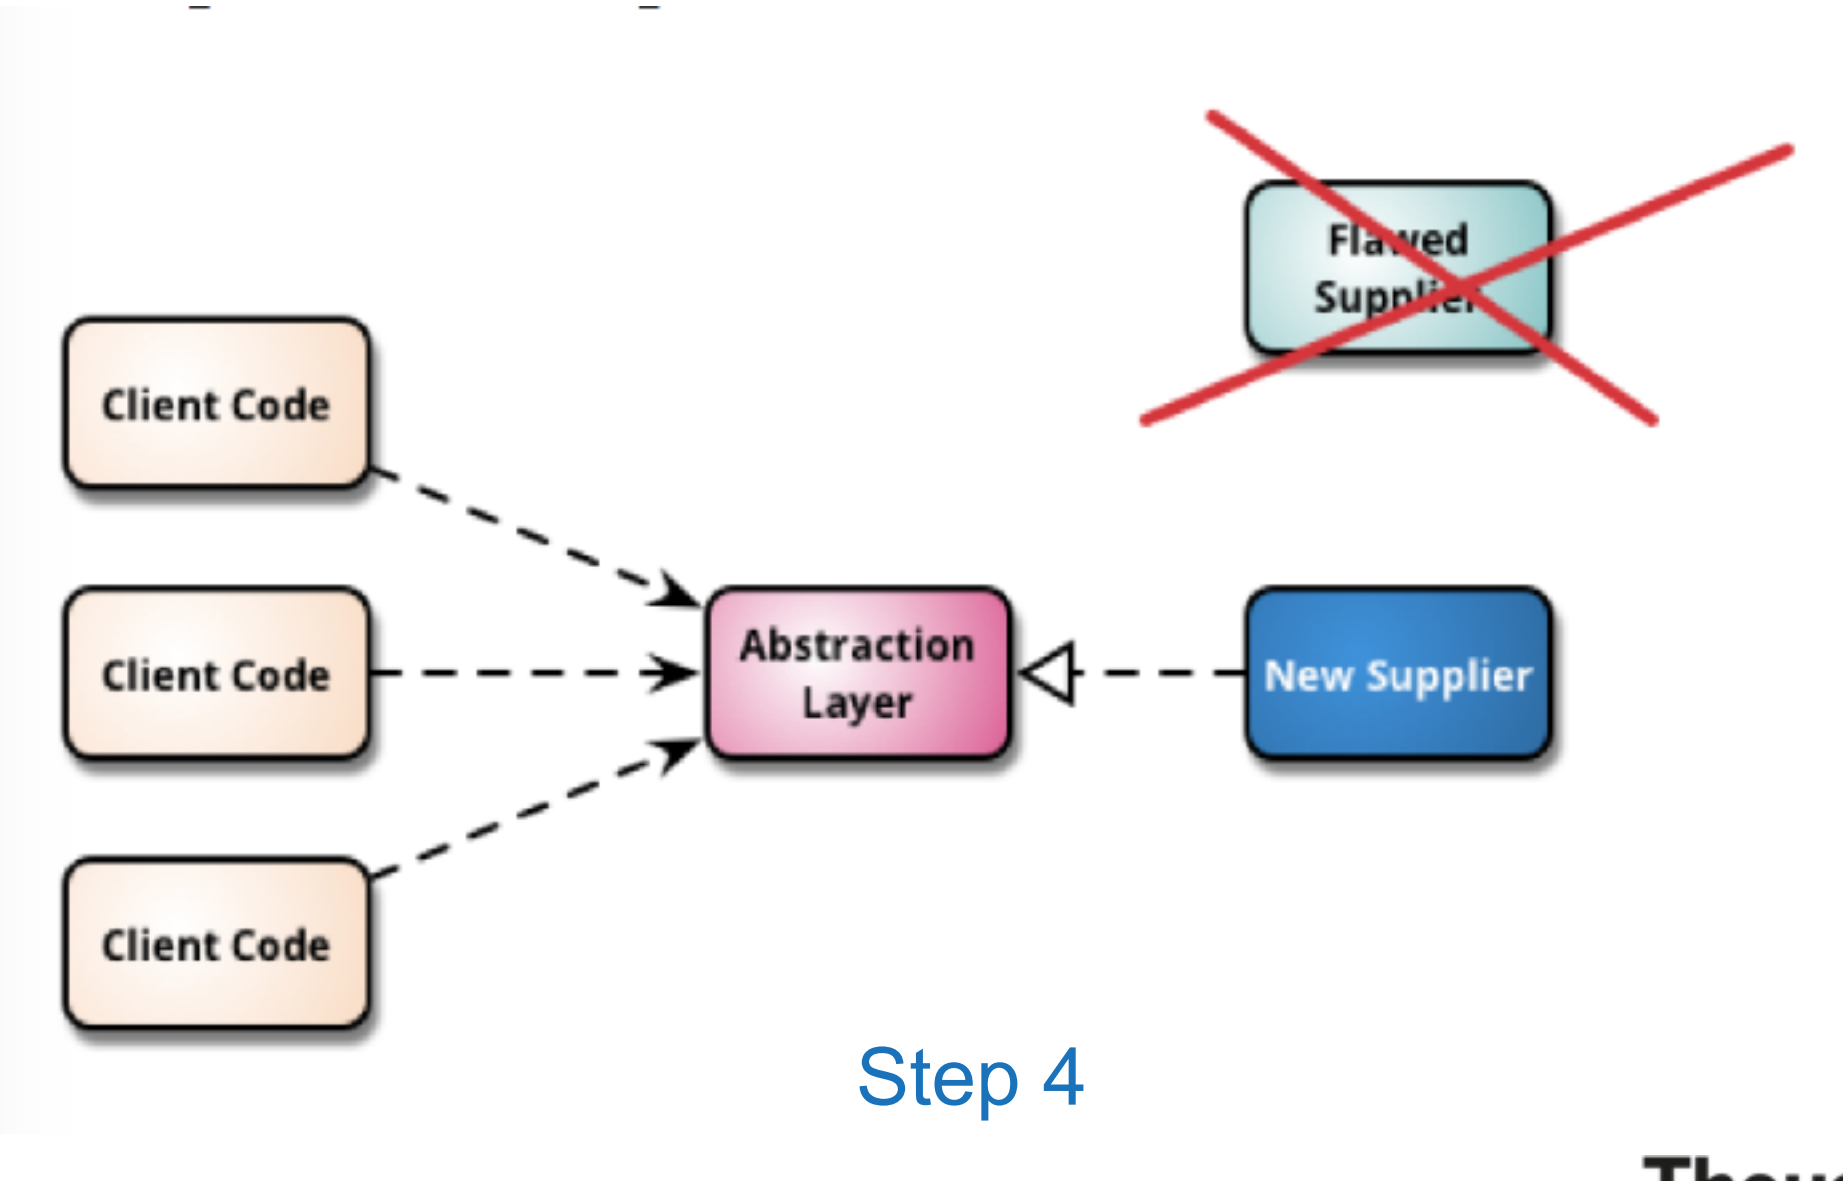 Flawed
Supplier
Client Code
Client Code
Abstraction
Layer
New Supplier
Client Code
Step 4